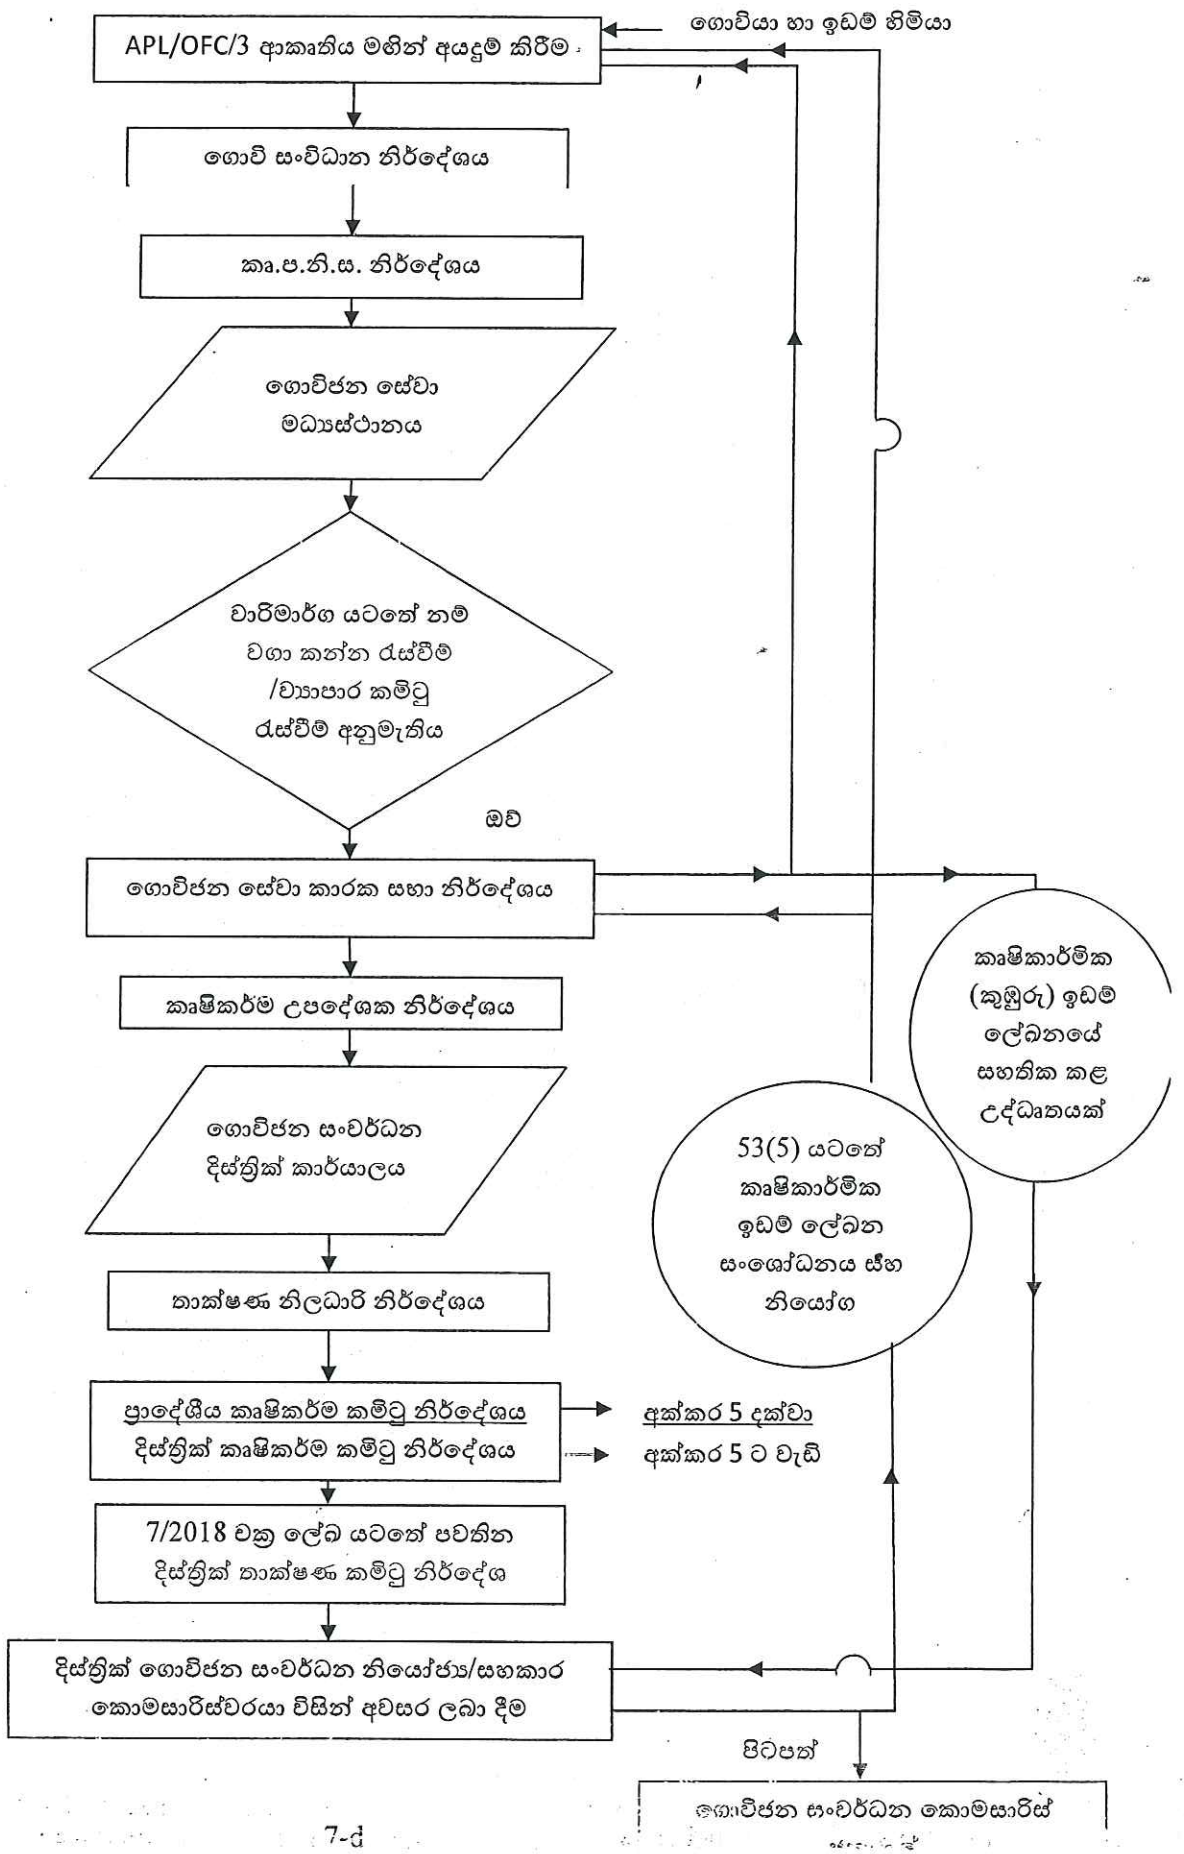 ගොවියා හා ඉඩම් හිමියා
APL/OFC/3 ආකෘතිය මඟින් අයදුම් කිරීම
ගොවි සංවිධාන නිර්දේශය
කෘ.ප.නි.ස. නිර්දේශය
ගොවිජන සේවා
මධ්‍යස්ථානය
වාරිමාර්ග යටතේ නම්
වගා කන්න රැස්වීම්
/ව්‍යාපාර කමිටු
රැස්වීම් අනුමැතිය
ඔව්
ගොවිජන සේවා කාරක සභා නිර්දේශය
කෘෂිකාර්මික
(කුඹුරු) ඉඩම්
ලේඛනයේ
සහතික කළ
උද්ධෘතයක්
කෘෂිකර්ම උපදේශක නිර්දේශය
ගොවිජන සංවර්ධන
දිස්ත්‍රික් කාර්යාලය
53(5) යටතේ
කෘෂිකාර්මික
ඉඩම් ලේඛන
සංශෝධනය සහ
නියෝග
තාක්ෂණ නිලධාරි නිර්දේශය
ප්‍රාදේශීය කෘෂිකර්ම කමිටු නිර්දේශය
අක්කර 5 දක්වා
දිස්ත්‍රික් කෘෂිකර්ම කමිටු නිර්දේශය
අක්කර 5 ට වැඩි
7/2018 චක්‍ර ලේඛ යටතේ පවතින
දිස්ත්‍රික් තාක්ෂණ කමිටු නිර්දේශ
දිස්ත්‍රික් ගොවිජන සංවර්ධන නියෝජ්‍ය/සහකාර
කොමසාරිස්වරයා විසින් අවසර ලබා දීම
පිටපත්
ගොවිජන සංවර්ධන කොමසාරිස්
7-d